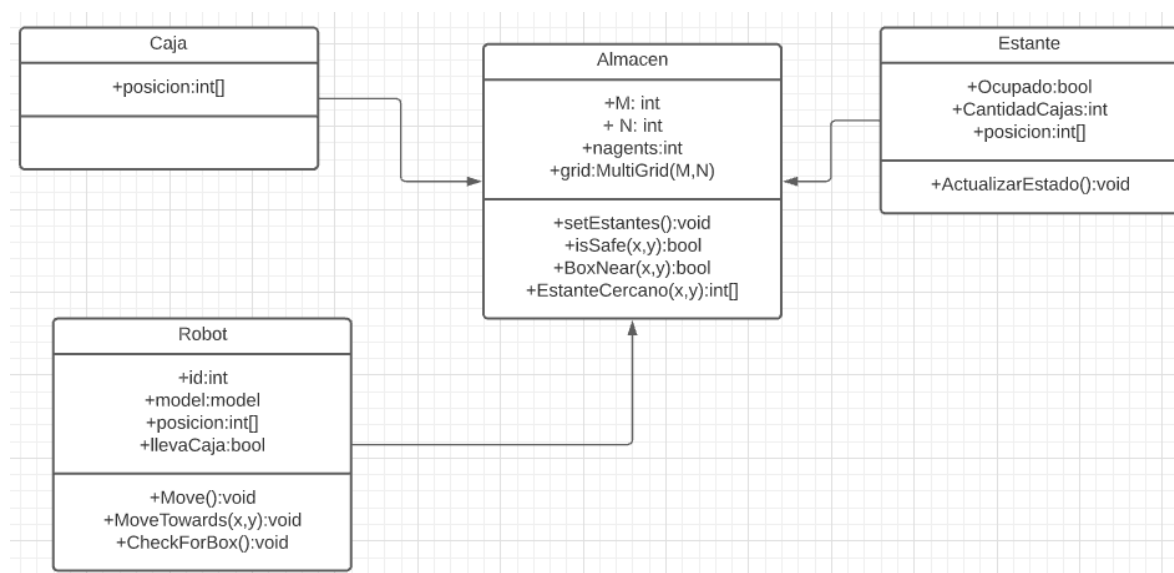 Caja
+posicion:int[]
Almacen
+M: int
+ N: int
+nagents:int
+grid:MultiGrid(M,N)
+setEstantes():void
+isSafe(x,y):bool
+BoxNear(x,y):bool
+EstanteCercano(x,y):int[]
Estante
+Ocupado:bool
+CantidadCajas:int
+posicion:int[]
+ActualizarEstado():void
Robot
+id:int
+model:model
+posicion:int[]
+llevaCaja:bool
+Move():void
+MoveTowards(x,y):void
+CheckForBox():void